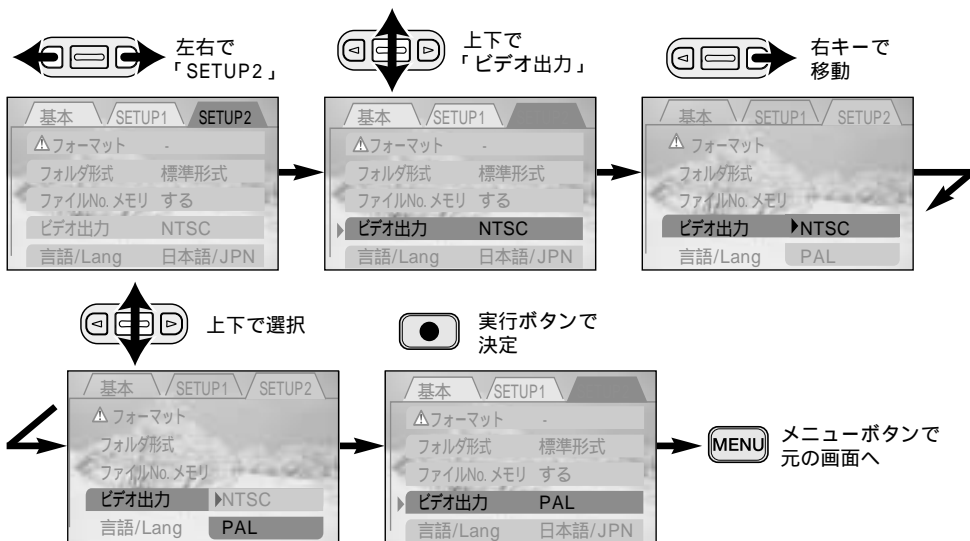 左右で
「SETUP2」
基本 SETUP1 SETUP2
⚠フォーマット -
フォルダ形式 標準形式
ファイルNo.メモリ する
ビデオ出力 NTSC
言語/Lang 日本語/JPN
上下で
「ビデオ出力」
基本 SETUP1
⚠フォーマット -
フォルダ形式 標準形式
ファイルNo.メモリ する
ビデオ出力 NTSC
言語/Lang 日本語/JPN
右キーで
移動
基本 SETUP1 SETUP2
⚠フォーマット
フォルダ形式
ファイルNo.メモリ
ビデオ出力 NTSC
言語/Lang PAL
上下で選択
基本 SETUP1 SETUP2
⚠フォーマット
フォルダ形式
ファイルNo.メモリ
ビデオ出力 NTSC
言語/Lang PAL
実行ボタンで
決定
基本 SETUP1
⚠フォーマット -
フォルダ形式 標準形式
ファイルNo.メモリ する
ビデオ出力 PAL
言語/Lang 日本語/JPN
MENU
メニューボタンで
元の画面へ